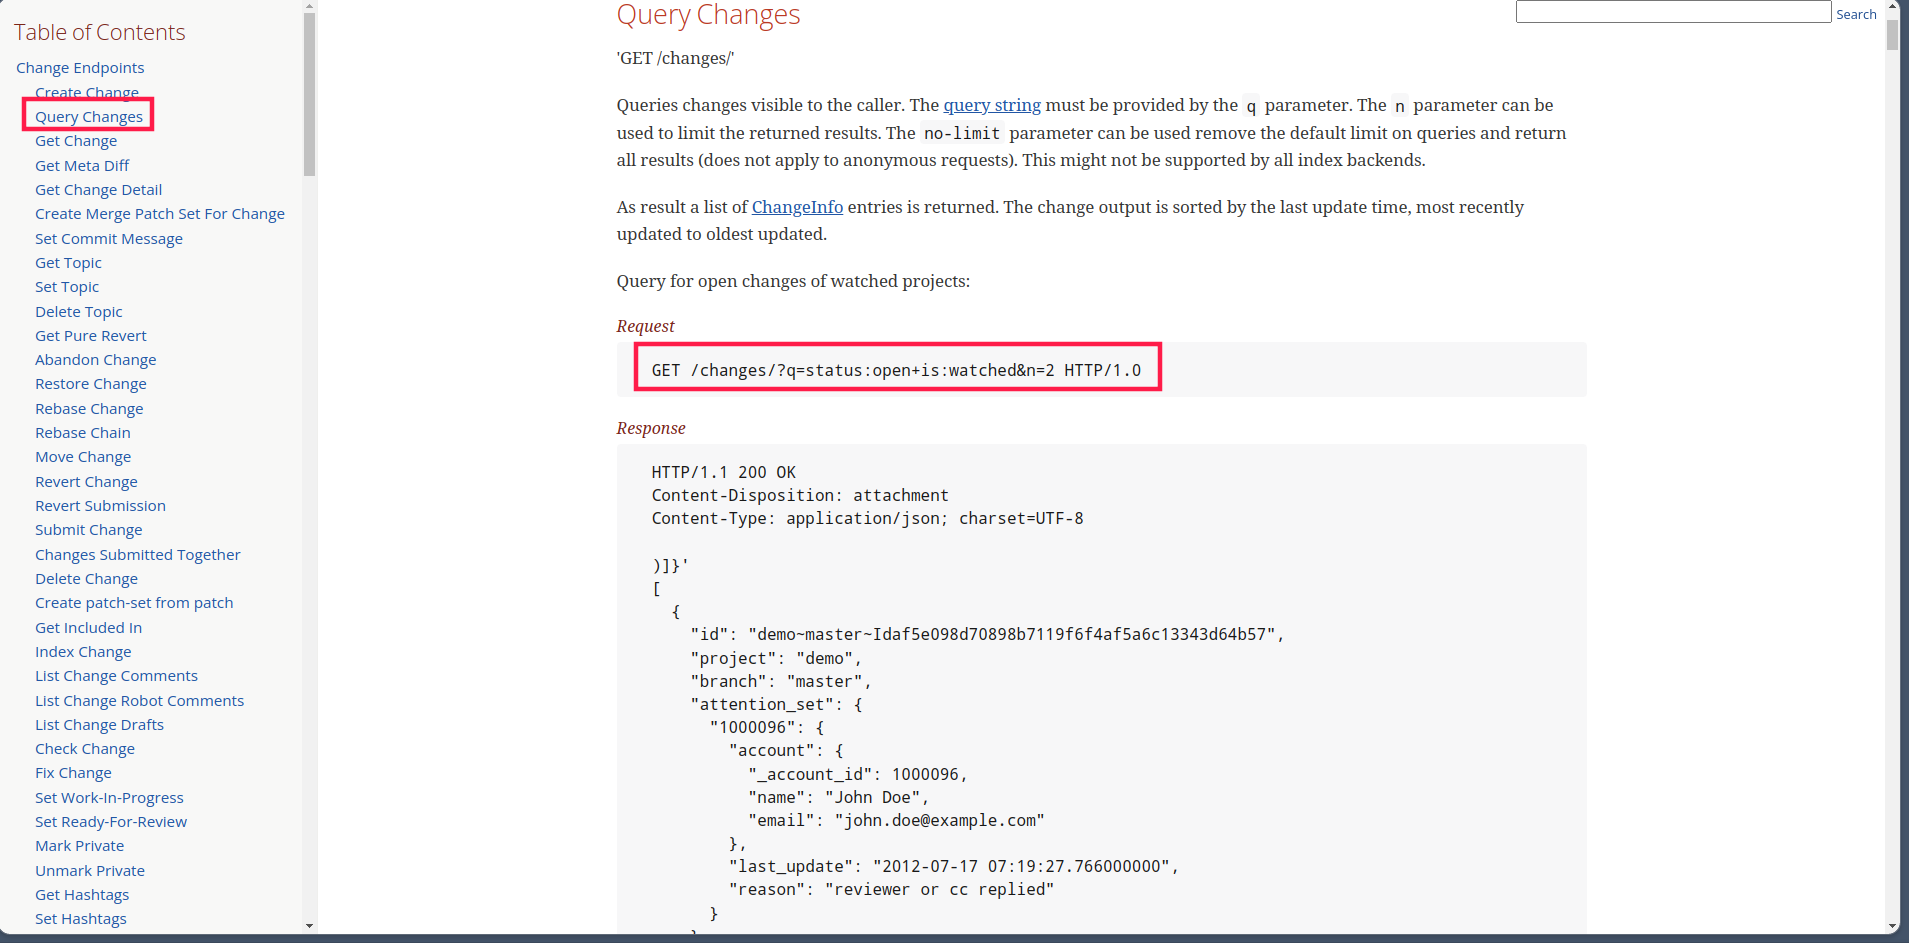 Table of Contents
Change Endpoints
Create Change
Query Changes
Get Change
Get Meta Diff
Get Change Detail
Create Merge Patch Set For Change
Set Commit Message
Get Topic
Set Topic
Delete Topic
Get Pure Revert
Abandon Change
Restore Change
Rebase Change
Rebase Chain
Move Change
Revert Change
Revert Submission
Submit Change
Changes Submitted Together
Delete Change
Create patch-set from patch
Get Included In
Index Change
List Change Comments
List Change Robot Comments
List Change Drafts
Check Change
Fix Change
Set Work-In-Progress
Set Ready-For-Review
Mark Private
Unmark Private
Get Hashtags
Set Hashtags
Search
Query Changes
'GET /changes/'
Queries changes visible to the caller. The query string must be provided by the q parameter. The n parameter can be
used to limit the returned results. The no-limit parameter can be used remove the default limit on queries and return
all results (does not apply to anonymous requests). This might not be supported by all index backends.
As result a list of ChangeInfo entries is returned. The change output is sorted by the last update time, most recently
updated to oldest updated.
Query for open changes of watched projects:
Request
GET /changes/?q=status:open+is:watched&n=2 HTTP/1.0
Response
HTTP/1.1 200 OK
Content-Disposition: attachment
Content-Type: application/json; charset=UTF-8
)]}'
[
{
"id": "demo~master~Idaf5e098d70898b7119f6f4af5a6c13343d64b57",
"project": "demo",
"branch": "master",
"attention_set": {
"1000096": {
"account": {
"_account_id": 1000096,
"name": "John Doe",
"email": "john.doe@example.com"
},
"last_update": "2012-07-17 07:19:27.766000000",
"reason": "reviewer or cc replied"
}